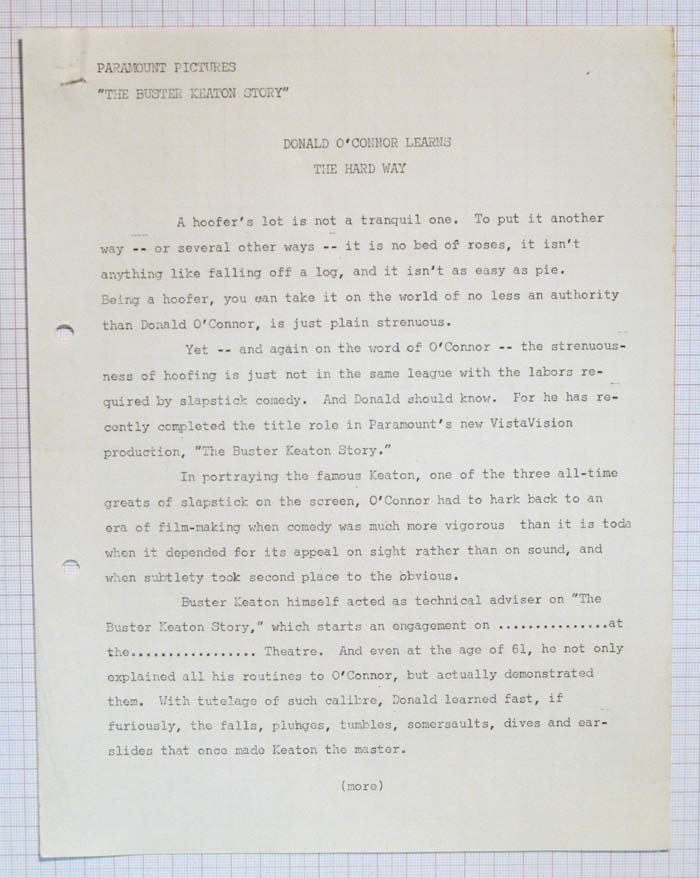 PARAMOUNT PICTURES
"THE BUSTER KEATON STORY"
DONALD O'CONNOR LEARNS
THE HARD WAY
A hoofer's lot is not a tranquil one. To put it another
way -- or several other ways -- it is no bed of roses, it isn't
anything like falling off a log, and it isn't as easy as pie.
Being a hoofer, you can take it on the world of no less an authority
than Donald O'Connor, is just plain strenuous.
Yet -- and again on the word of O'Connor -- the strenuous-
ness of hoofing is just not in the same league with the labors re-
quired by slapstick comedy. And Donald should know. For he has re-
cently completed the title role in Paramount's new VistaVision
production, "The Buster Keaton Story."
In portraying the famous Keaton, one of the three all-time
greats of slapstick on the screen, O'Connor had to hark back to an
era of film-making when comedy was much more vigorous than it is toda
when it depended for its appeal on sight rather than on sound, and
when subtlety took second place to the obvious.
Buster Keaton himself acted as technical adviser on "The
Buster Keaton Story," which starts an engagement on ...............at
the................. Theatre. And even at the age of 61, he not only
explained all his routines to O'Connor, but actually demonstrated
them. With tutelage of such calibre, Donald learned fast, if
furiously, the falls, plunges, tumbles, somersaults, dives and ear-
slides that once made Keaton the master.
(more)